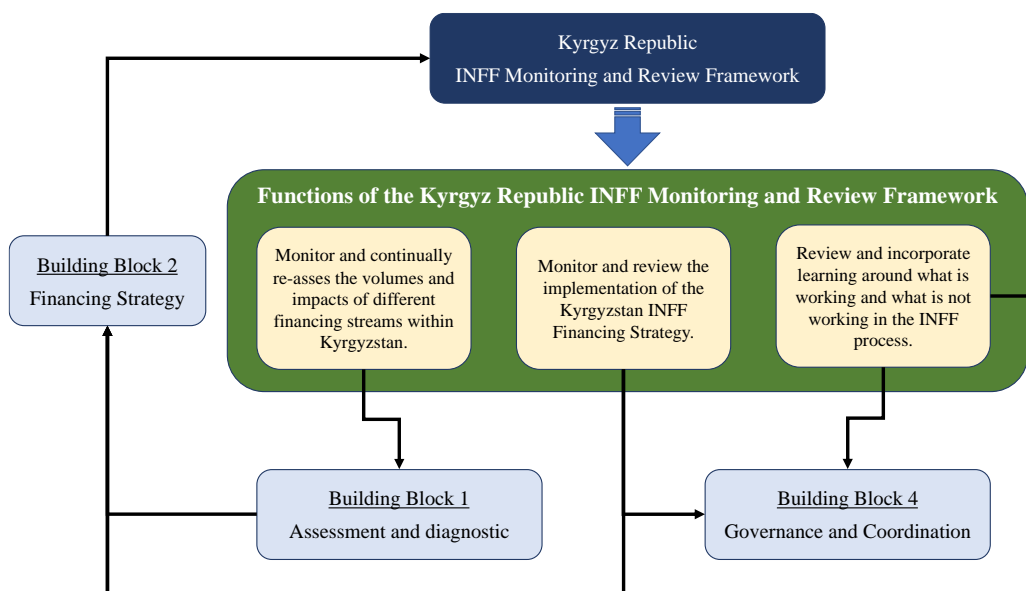 Kyrgyz Republic
INFF Monitoring and Review Framework
Functions of the Kyrgyz Republic INFF Monitoring and Review Framework
Building Block 2
Financing Strategy
Monitor and continually
re-asses the volumes and
impacts of different
financing streams within
Kyrgyzstan.
Monitor and review the
implementation of the
Kyrgyzstan INFF
Financing Strategy.
Review and incorporate
learning around what is
working and what is not
working in the INFF
process.
Building Block 1
Assessment and diagnostic
Building Block 4
Governance and Coordination